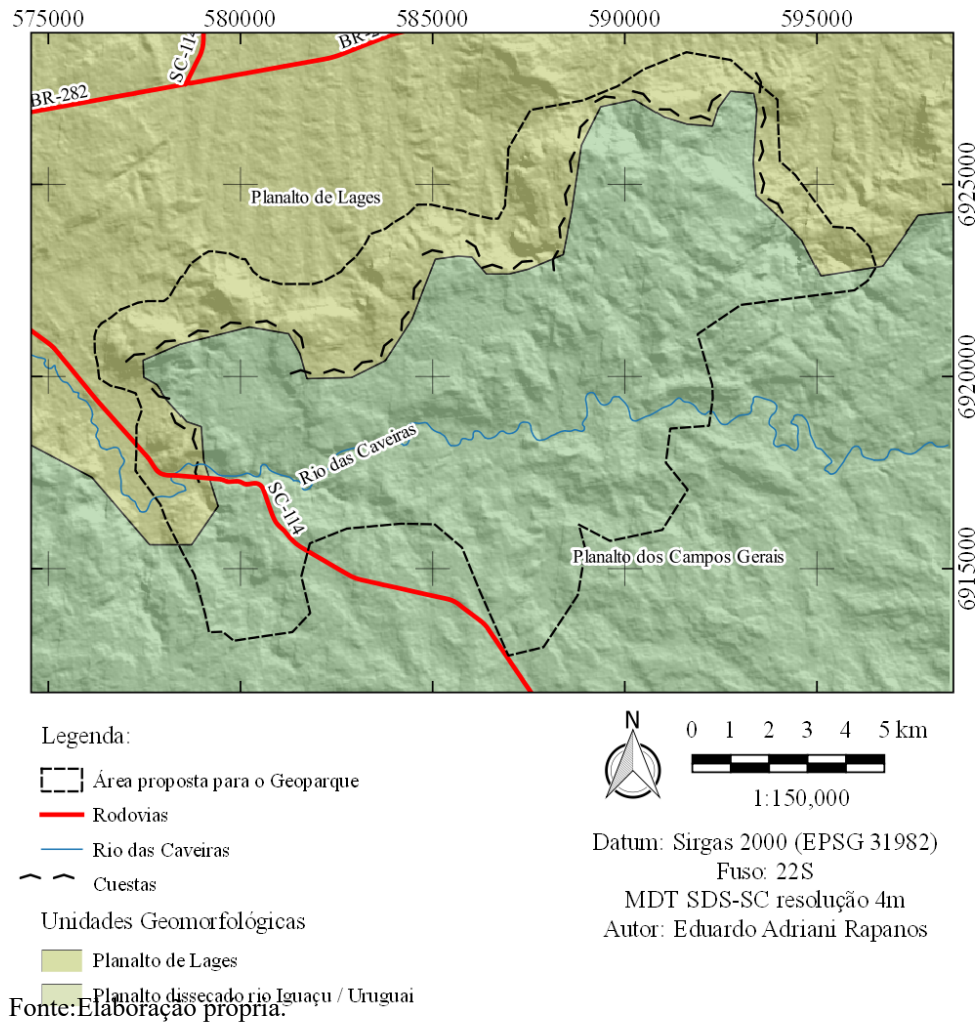 575000 580000 585000 590000 595000
SC-11
BR-2
BR-282
Planalto de Lages
6925000
6920000
Rio das Caveiras
SC-114
Planalto dos Campos Gerais
6915000
Legenda:
Área proposta para o Geoparque
Rodovias
Rio das Caveiras
Cuestas
Unidades Geomorfológicas
Planalto de Lages
Planalto dissecado rio Iguaçu / Uruguai
N
0 1 2 3 4 5 km
1:150,000
Datum: Sirgas 2000 (EPSG 31982)
Fuso: 22S
MDT SDS-SC resolução 4m
Autor: Eduardo Adriani Rapanos
Fonte:Elaboração própria.